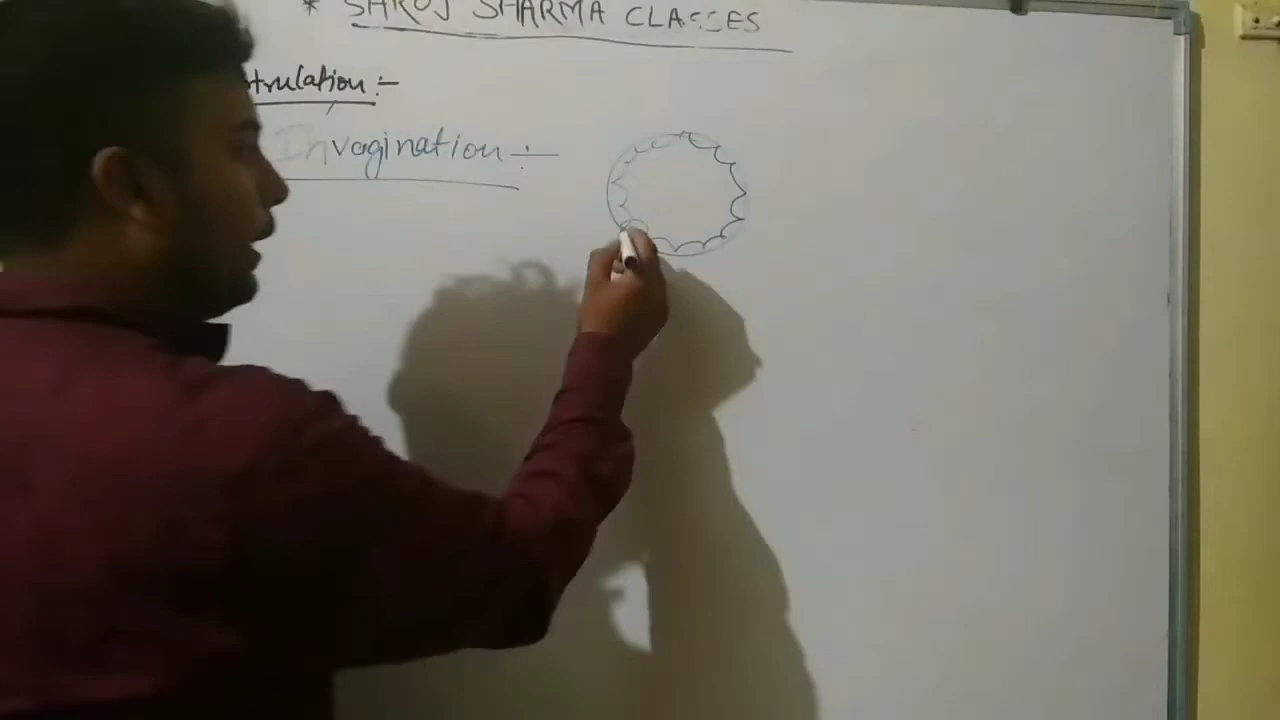 * SAROJ SHARMA CLASSES
trulation :-
Invagination :-